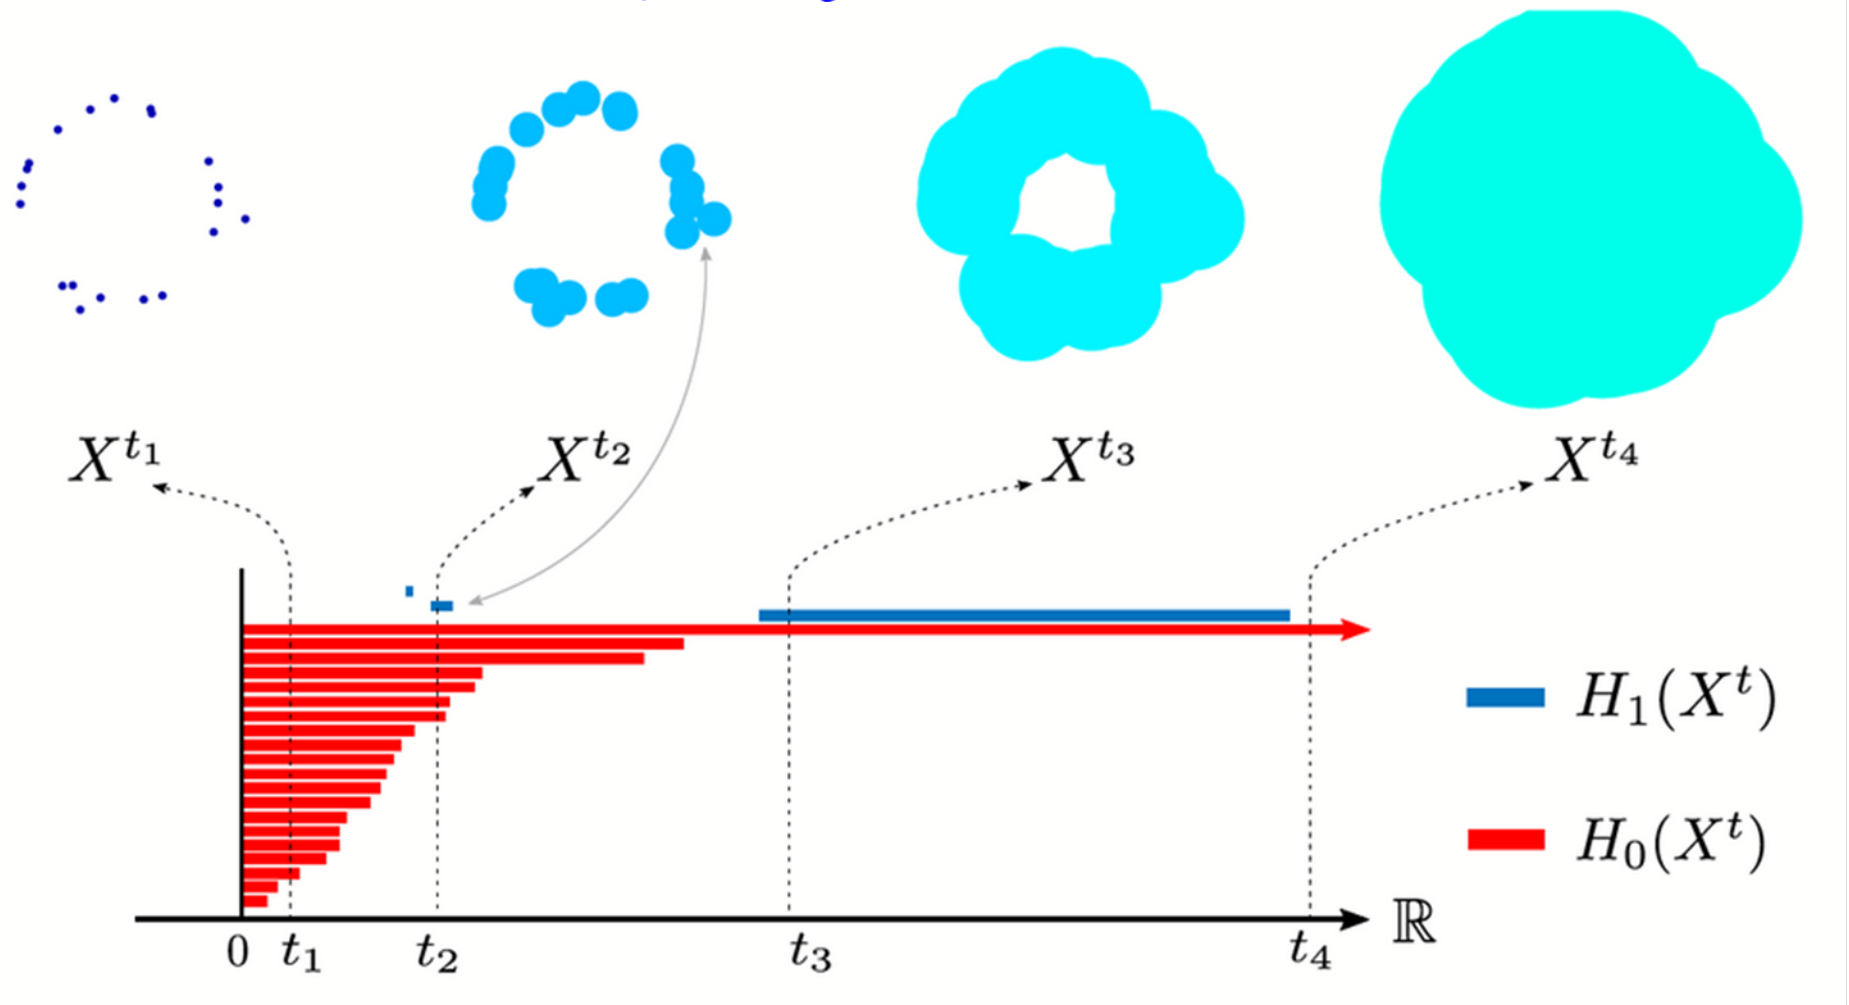 X^{t_1}
X^{t_2}
X^{t_3}
X^{t_4}
H_1(X^t)
H_0(X^t)
ℝ
0 t_1 t_2 t_3 t_4